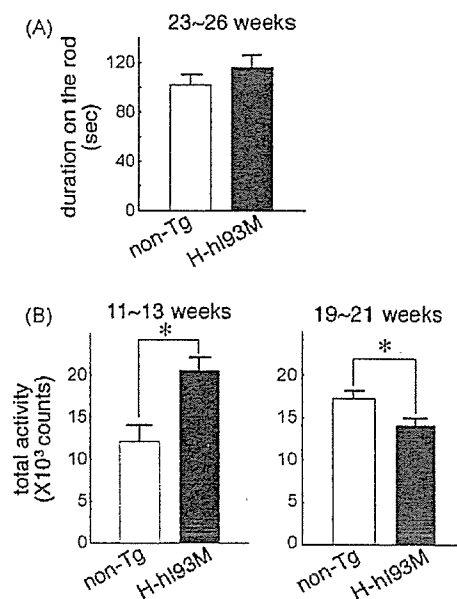 (A) 23~26 weeks
duration on the rod
(sec)
120
80
40
0
non-Tg
H-hI93M
(B) 11~13 weeks
19~21 weeks
*
*
total activity
(X10³ counts)
20
15
10
5
0
20
15
10
5
0
non-Tg
H-hI93M
non-Tg
H-hI93M